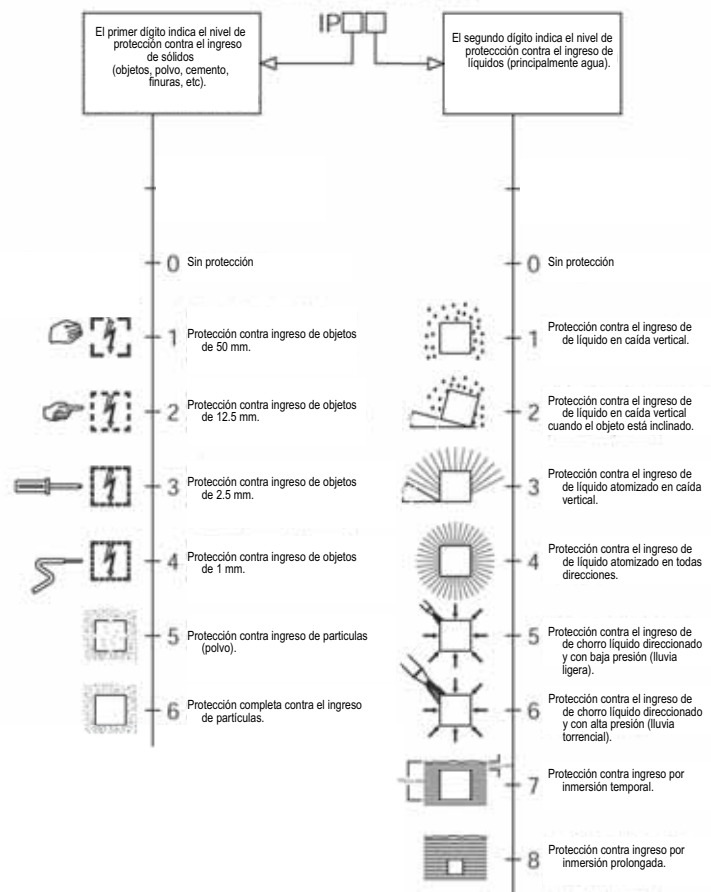 IP
El primer dígito indica el nivel de
protección contra el ingreso
de sólidos
(objetos, polvo, cemento,
finuras, etc).
El segundo dígito indica el nivel de
proteccción contra el ingreso de
líquidos (principalmente agua).
0 Sin protección
1 Protección contra ingreso de objetos
de 50 mm.
2 Protección contra ingreso de objetos
de 12.5 mm.
3 Protección contra ingreso de objetos
de 2.5 mm.
4 Protección contra ingreso de objetos
de 1 mm.
5 Protección contra ingreso de particulas
(polvo).
6 Protección completa contra el ingreso
de partículas.
0 Sin protección
1 Protección contra el ingreso de
de líquido en caída vertical.
2 Protección contra el ingreso de
de líquido en caída vertical
cuando el objeto está inclinado.
3 Protección contra el ingreso de
de líquido atomizado en caída
vertical.
4 Protección contra el ingreso de
de líquido atomizado en todas
direcciones.
5 Protección contra el ingreso de
de chorro líquido direccionado
y con baja presión (lluvia
ligera).
6 Protección contra el ingreso de
de chorro líquido direccionado
y con alta presión (lluvia
torrencial).
7 Protección contra ingreso por
inmersión temporal.
8 Protección contra ingreso por
inmersión prolongada.